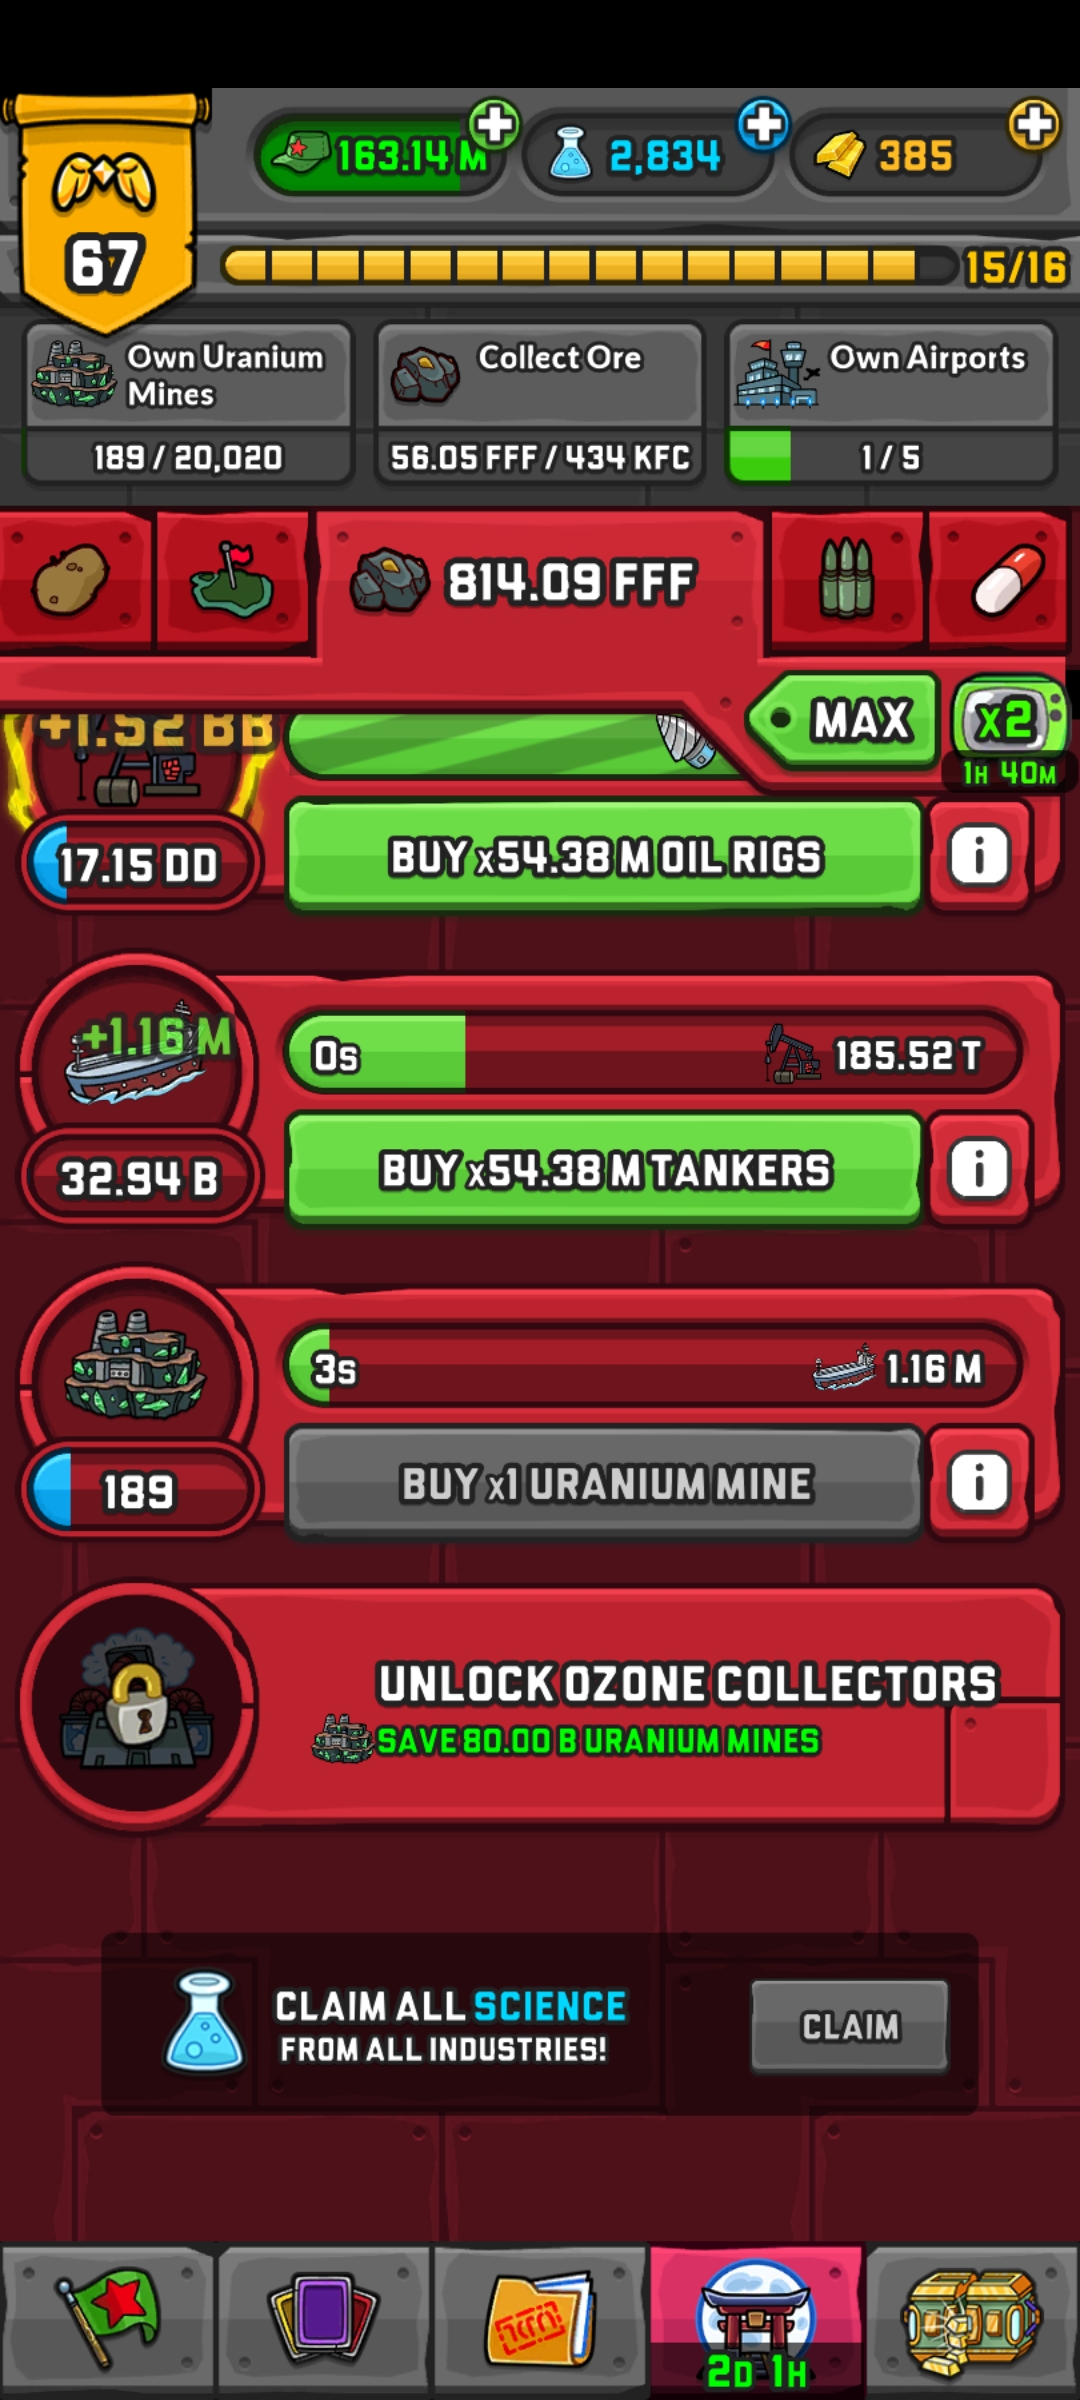 163.14 M
2,834
385
67
15/16
Own Uranium
Mines
189 / 20,020
Collect Ore
56.05 FFF / 434 KFC
Own Airports
1 / 5
814.09 FFF
MAX
x2
1H 40M
+1.52 BB
17.15 DD
BUY x54.38 M OIL RIGS
i
+1.16 M
0s
185.52 T
32.94 B
BUY x54.38 M TANKERS
i
3s
1.16 M
189
BUY x1 URANIUM MINE
i
UNLOCK OZONE COLLECTORS
SAVE 80.00 B URANIUM MINES
CLAIM ALL SCIENCE
FROM ALL INDUSTRIES!
CLAIM
2D 1H